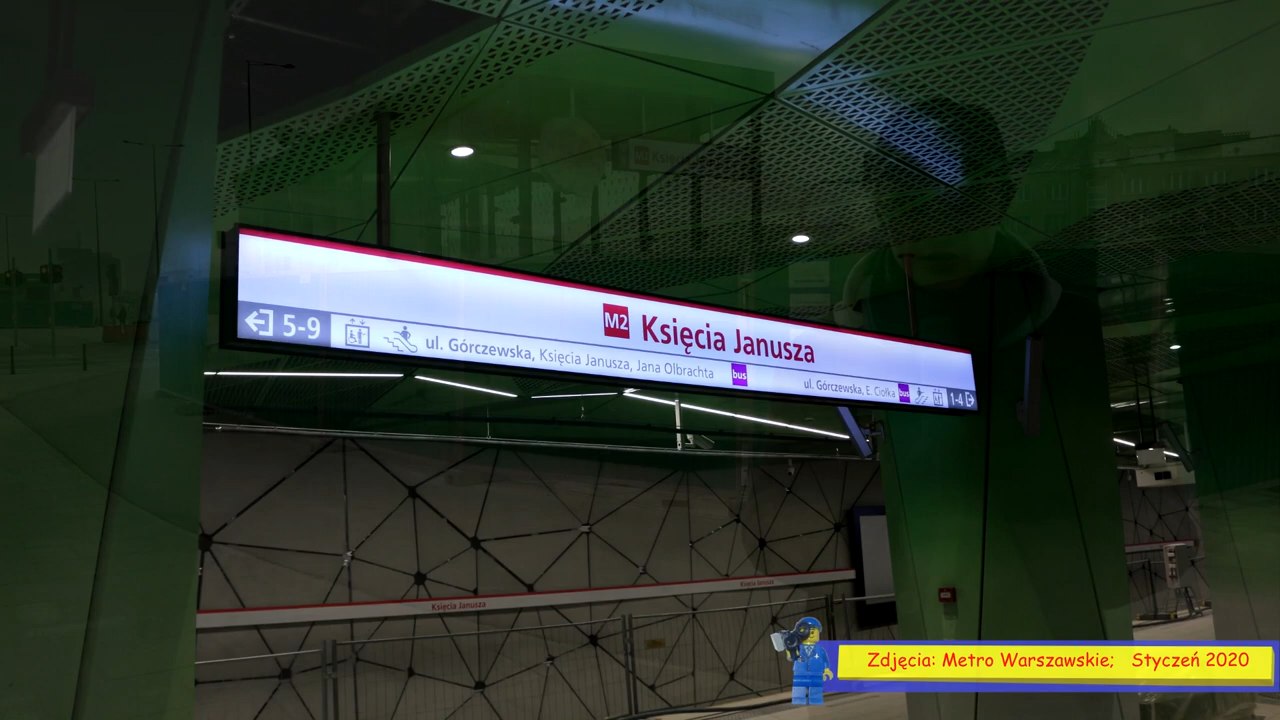 M2 Księcia Janusza
5-9 ul. Górczewska, Księcia Janusza, Jana Olbrachta bus
ul. Górczewska, E. Ciołka bus 1-4
Księcia Janusza
Księcia Janusza
Zdjęcia: Metro Warszawskie; Styczeń 2020